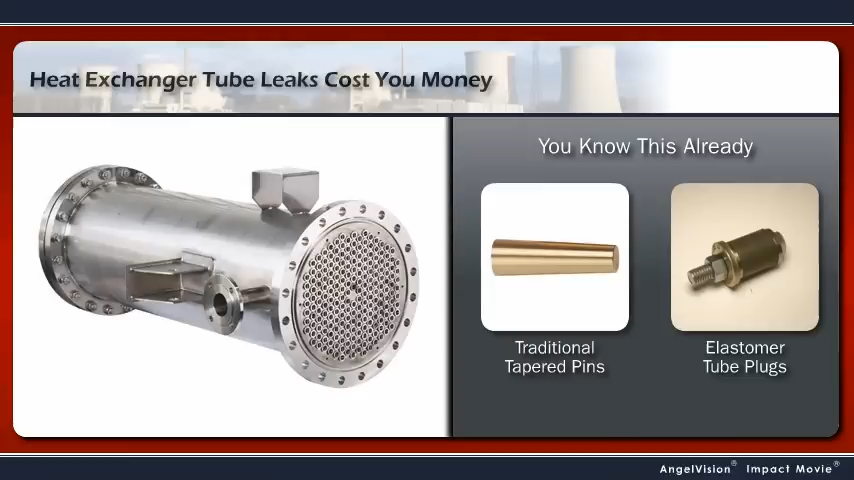 Heat Exchanger Tube Leaks Cost You Money
You Know This Already
Traditional
Tapered Pins
Elastomer
Tube Plugs
AngelVision® Impact Movie®